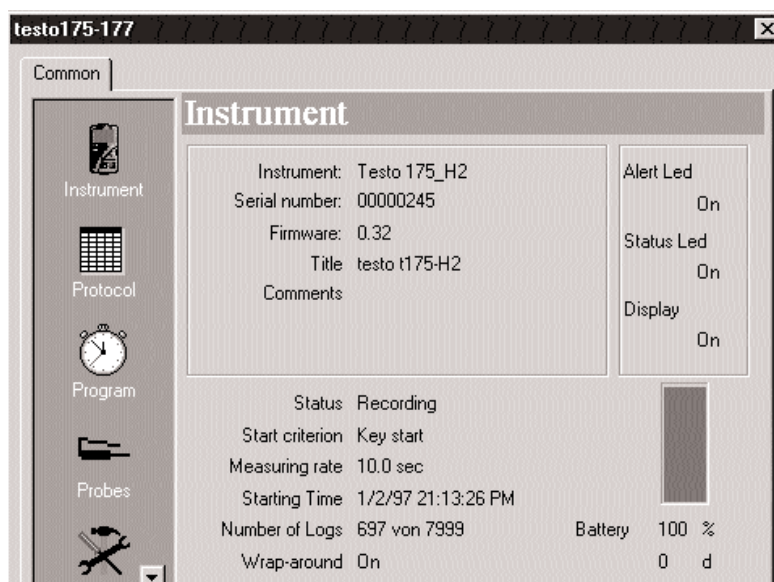 testo175-177
Common
Instrument
Protocol
Program
Probes
Instrument
Instrument: Testo 175_H2
Serial number: 00000245
Firmware: 0.32
Title testo t175-H2
Comments
Alert Led
On
Status Led
On
Display
On
Status Recording
Start criterion Key start
Measuring rate 10.0 sec
Starting Time 1/2/97 21:13:26 PM
Number of Logs 697 von 7999 Battery 100 %
Wrap-around On 0 d